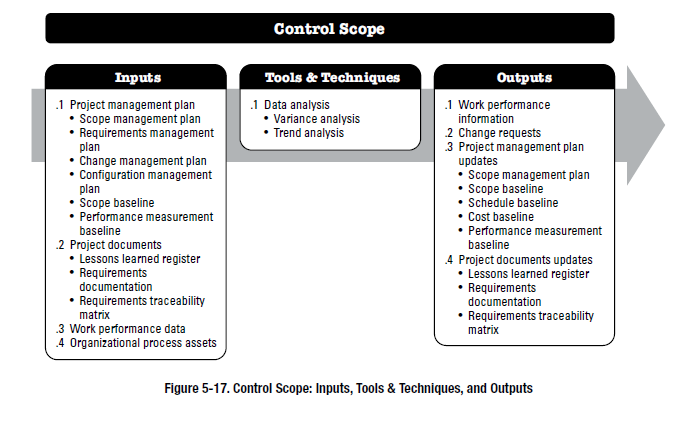 Control Scope
Inputs
.1 Project management plan
• Scope management plan
• Requirements management
plan
• Change management plan
• Configuration management
plan
• Scope baseline
• Performance measurement
baseline
.2 Project documents
• Lessons learned register
• Requirements
documentation
• Requirements traceability
matrix
.3 Work performance data
.4 Organizational process assets
Tools & Techniques
.1 Data analysis
• Variance analysis
• Trend analysis
Outputs
.1 Work performance
information
.2 Change requests
.3 Project management plan
updates
• Scope management plan
• Scope baseline
• Schedule baseline
• Cost baseline
• Performance measurement
baseline
.4 Project documents updates
• Lessons learned register
• Requirements
documentation
• Requirements traceability
matrix
Figure 5-17. Control Scope: Inputs, Tools & Techniques, and Outputs